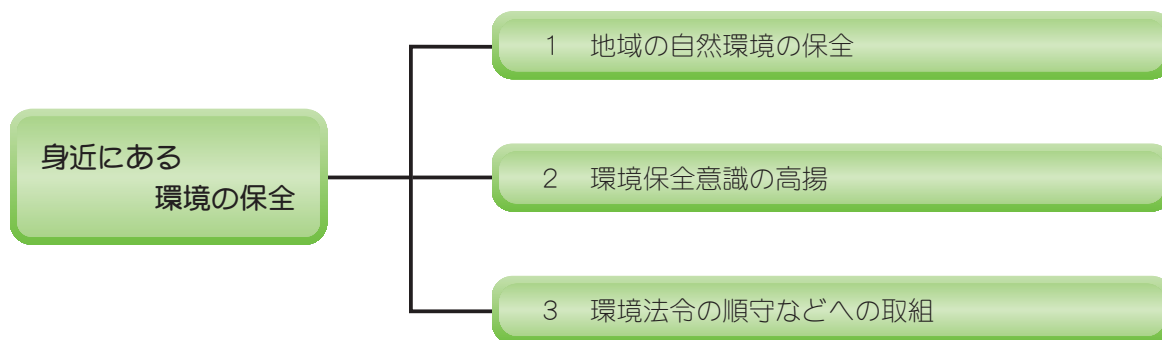 身近にある
環境の保全
1 地域の自然環境の保全
2 環境保全意識の高揚
3 環境法令の順守などへの取組